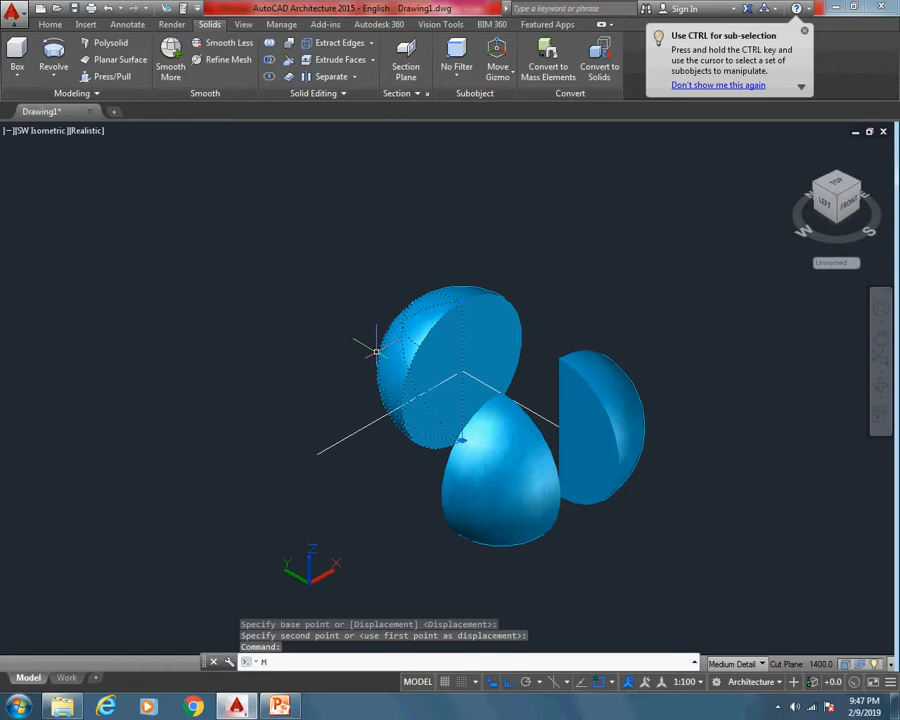 AutoCAD Architecture 2015 - English Drawing1.dwg
Type a keyword or phrase
Sign In
Home Insert Annotate Render Solids View Manage Add-ins Autodesk 360 Vision Tools BIM 360 Featured Apps
Use CTRL for sub-selection
Press and hold the CTRL key and
use the cursor to select a set of
subobjects to manipulate.
Don't show me this again
Polysolid
Planar Surface
Press/Pull
Smooth Less
Refine Mesh
Extract Edges
Extrude Faces
Separate
Box
Revolve
Smooth
More
Section
Plane
No Filter
Move
Gizmo
Convert to
Mass Elements
Convert to
Solids
Modeling
Smooth
Solid Editing
Section
Subobject
Convert
Drawing1*
[−][SW Isometric][Realistic]
TOP
LEFT
FRONT
W
S
E
Unnamed
Z
Y
X
Specify base point or [Displacement] <Displacement>:
Specify second point or <use first point as displacement>:
Command:
M
Medium Detail
Cut Plane: 1400.0
Model Work +
MODEL
1:100
Architecture
+0.0
9:47 PM
2/9/2019